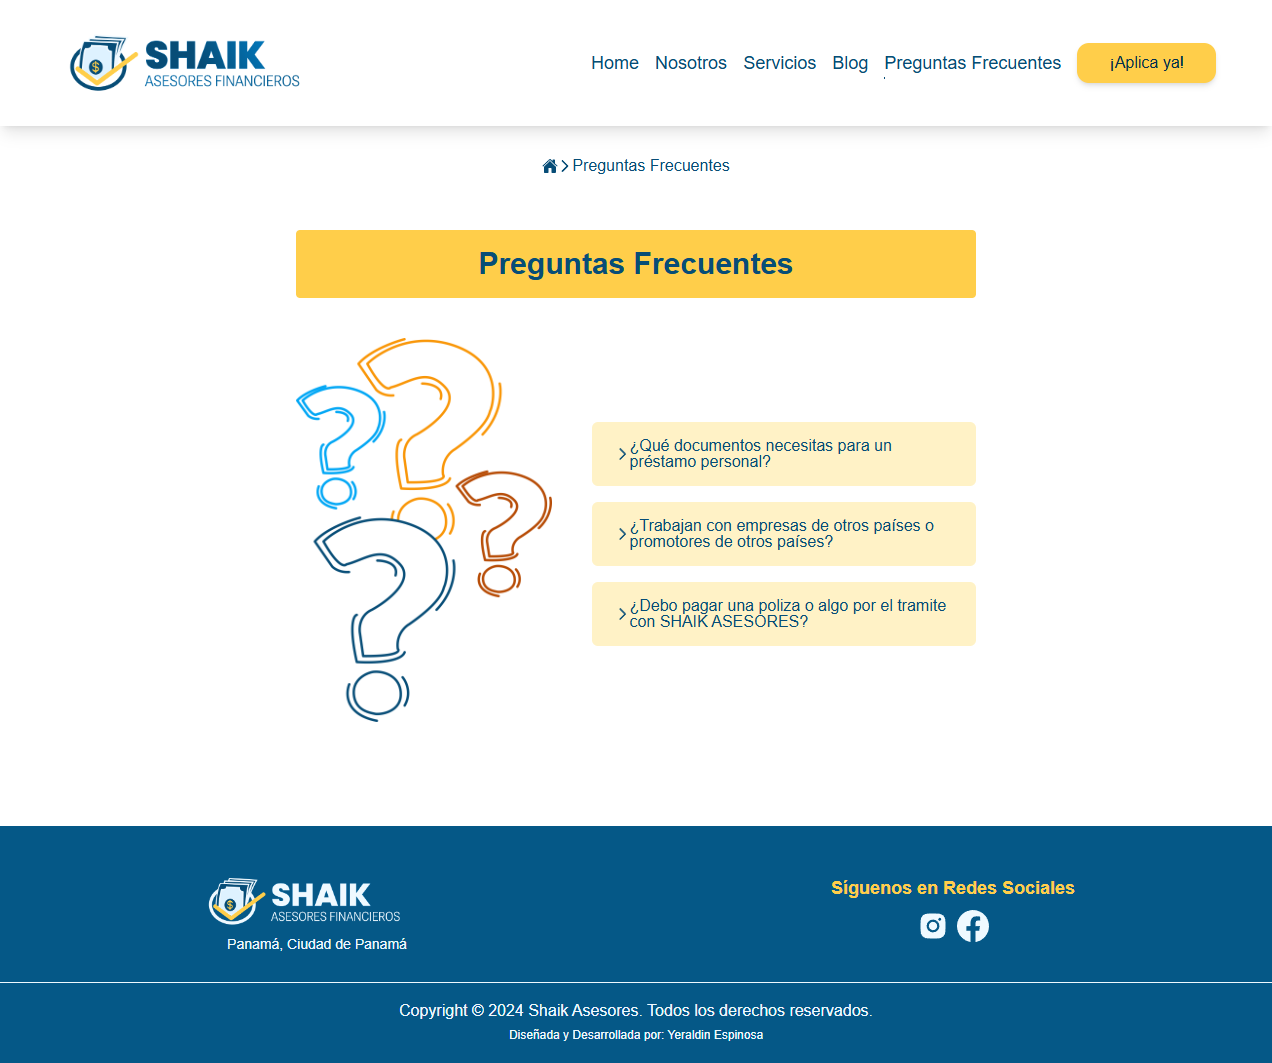 SHAIK
ASESORES FINANCIEROS
Home Nosotros Servicios Blog Preguntas Frecuentes ¡Aplica ya!
Preguntas Frecuentes
Preguntas Frecuentes
¿Qué documentos necesitas para un
préstamo personal?
¿Trabajan con empresas de otros países o
promotores de otros países?
¿Debo pagar una poliza o algo por el tramite
con SHAIK ASESORES?
SHAIK
ASESORES FINANCIEROS
Panamá, Ciudad de Panamá
Síguenos en Redes Sociales
Copyright © 2024 Shaik Asesores. Todos los derechos reservados.
Diseñada y Desarrollada por: Yeraldin Espinosa